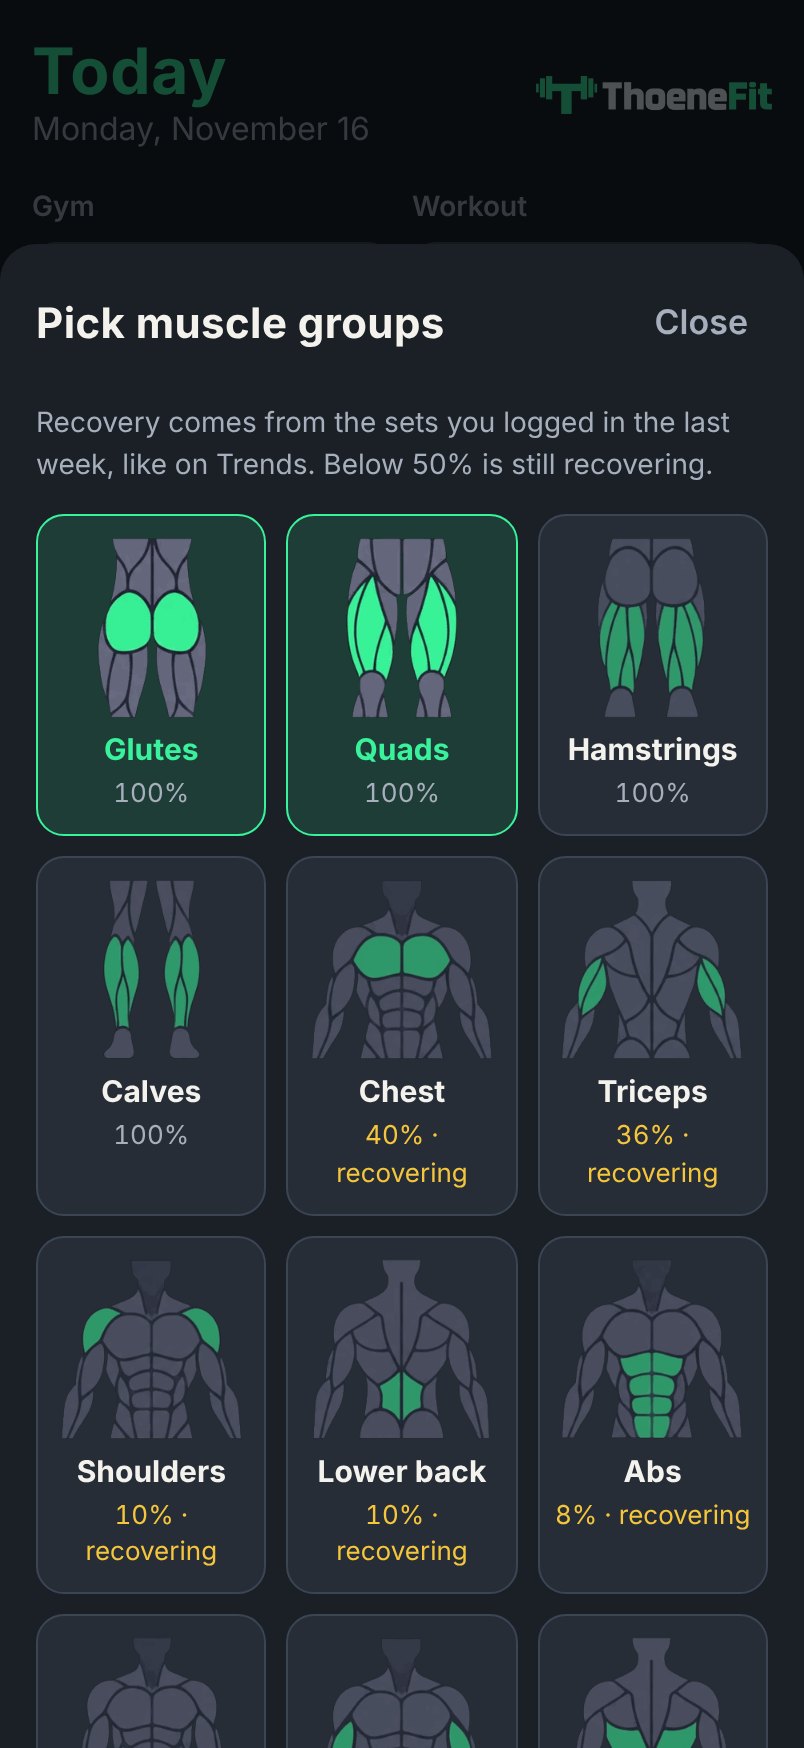 Today
ThoeneFit
Monday, November 16
Gym
Workout
Pick muscle groups
Close
Recovery comes from the sets you logged in the last
week, like on Trends. Below 50% is still recovering.
Glutes
100%
Quads
100%
Hamstrings
100%
Calves
100%
Chest
40% ·
recovering
Triceps
36% ·
recovering
Shoulders
10% ·
recovering
Lower back
10% ·
recovering
Abs
8% · recovering